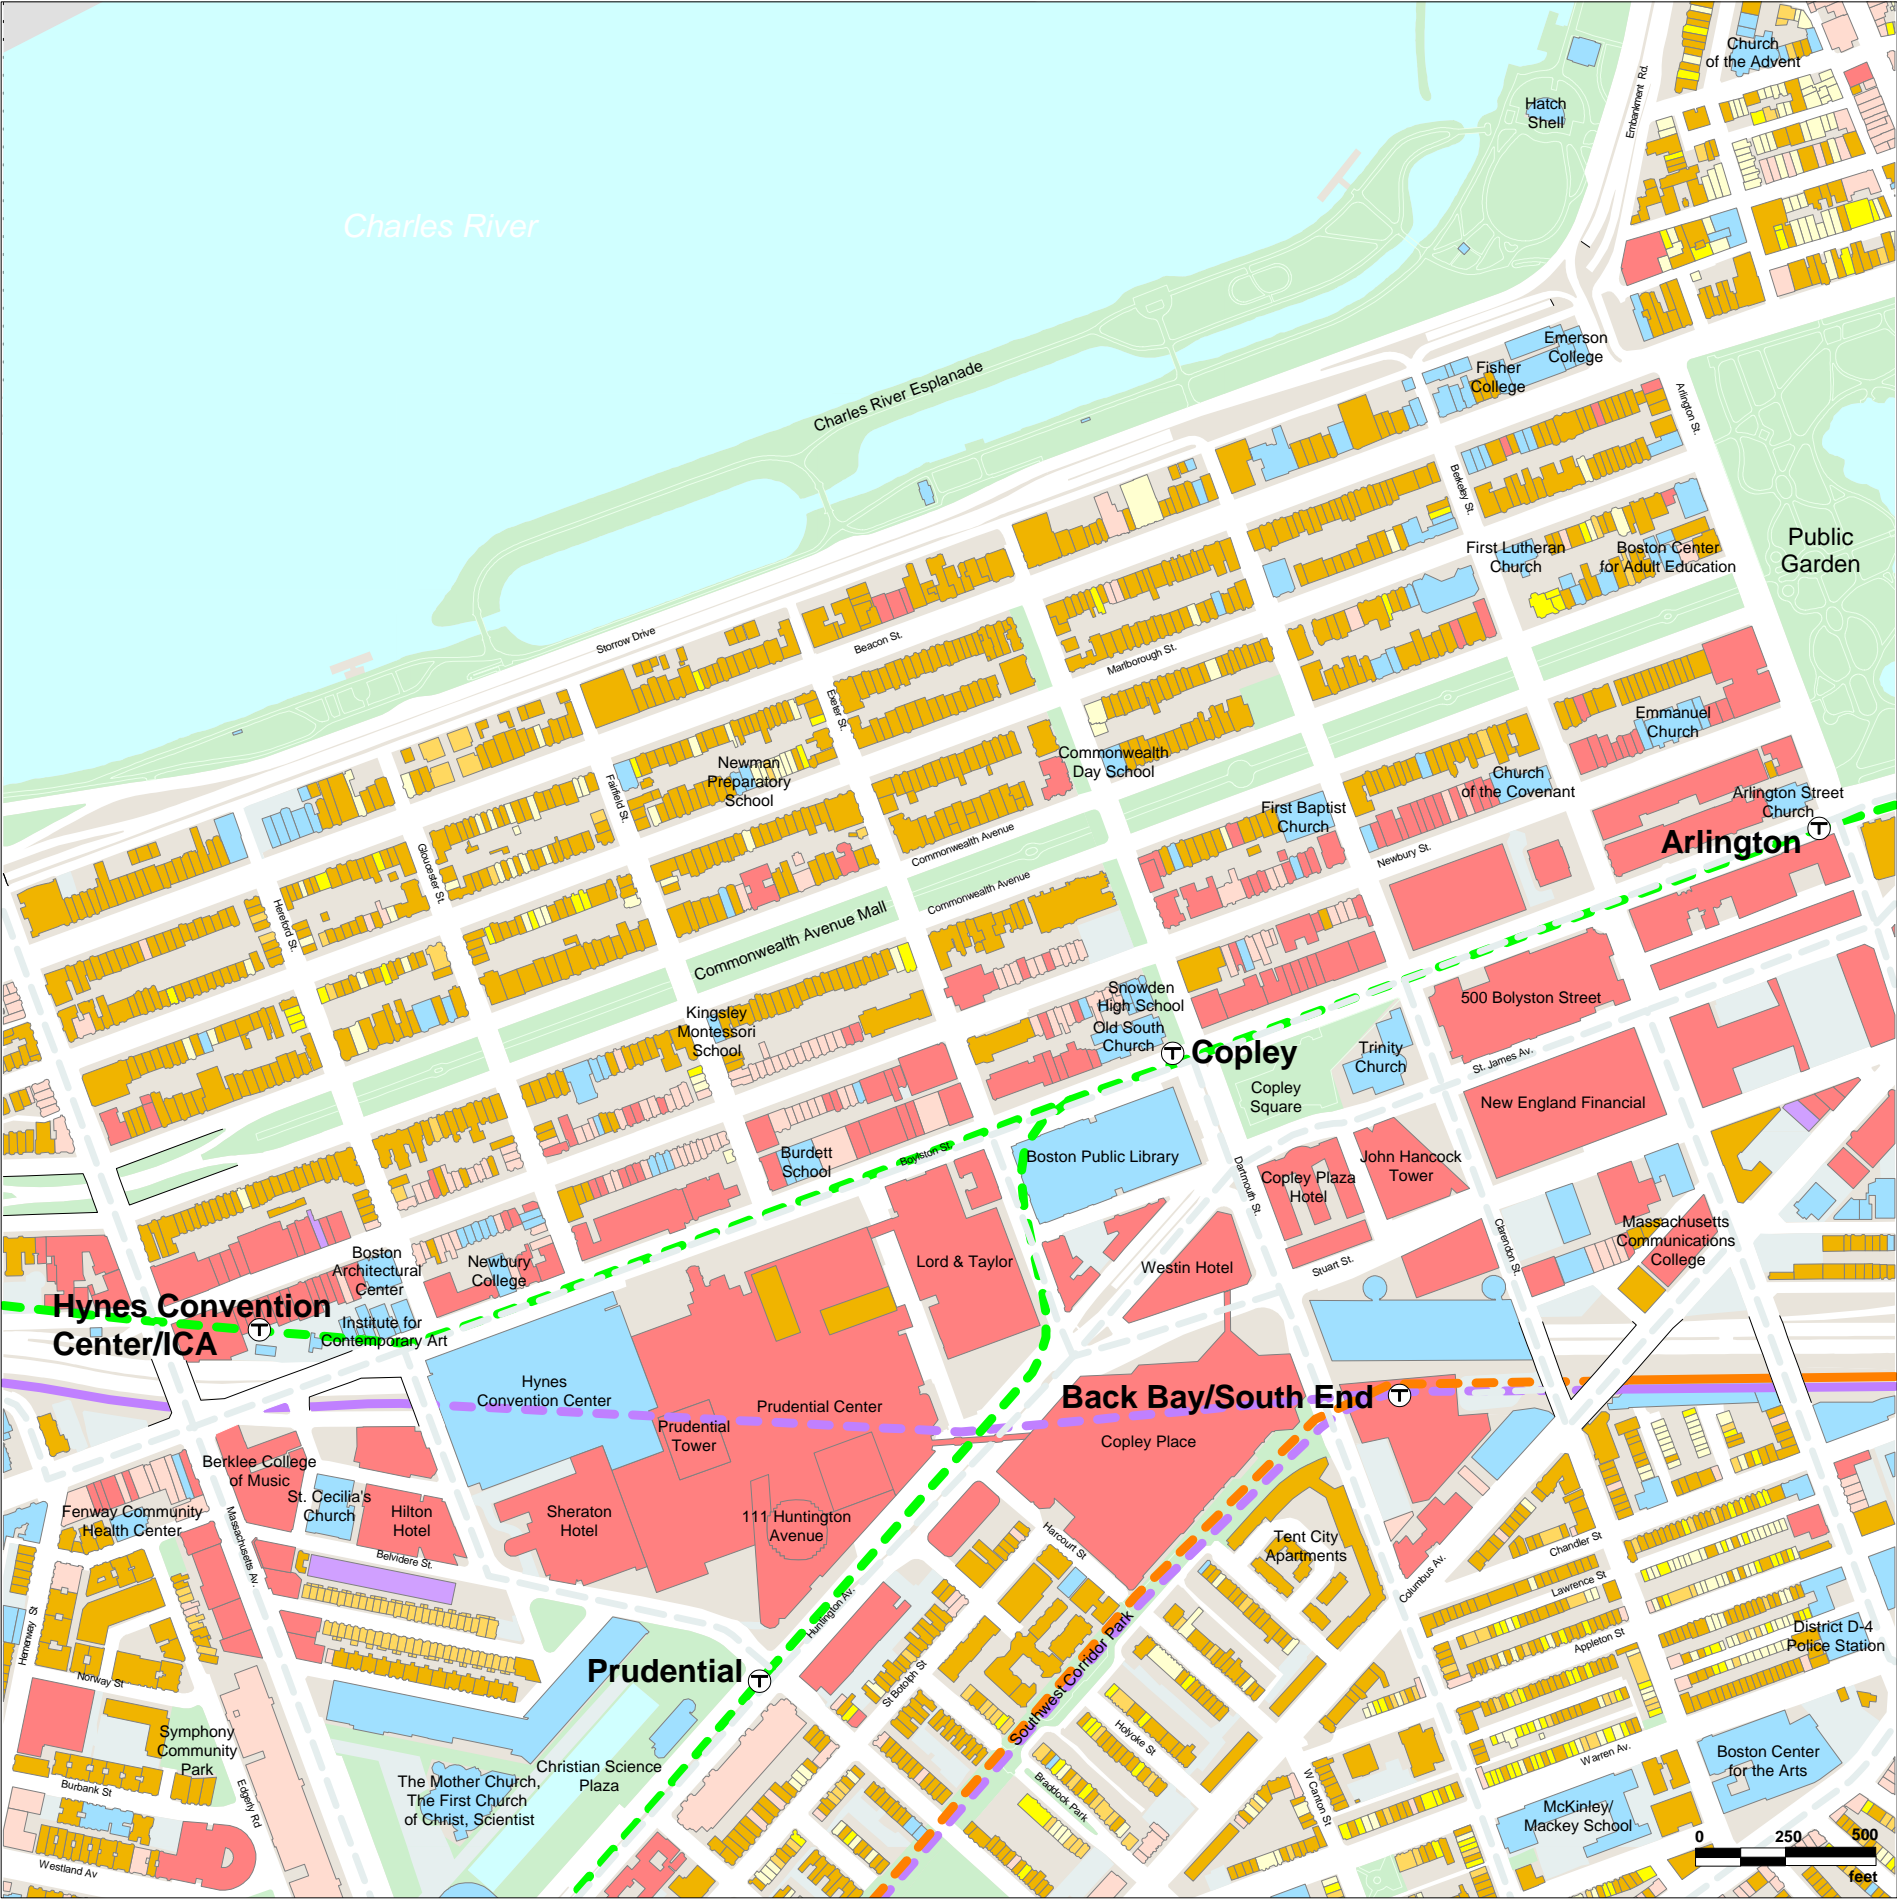 Church
of the Advent
Embankment Rd.
Hatch
Shell
Charles River
Emerson
College
Fisher
College
Charles River Esplanade
Arlington St.
Berkeley St.
Public
Garden
First Lutheran
Church
Boston Center
for Adult Education
Storrow Drive
Beacon St.
Marlborough St.
Exeter St.
Emmanuel
Church
Commonwealth
Day School
Newman
Preparatory
School
Fairfield St.
Church
of the Covenant
Arlington Street
Church
First Baptist
Church
Arlington
Newbury St.
Commonwealth Avenue
Gloucester St.
Commonwealth Avenue
Hereford St.
Commonwealth Avenue Mall
Snowden
High School
500 Bolyston Street
Kingsley
Montessori
School
Old South
Church
T
Copley
Trinity
Church
St. James Av.
Copley
Square
New England Financial
Burdett
School
Boylston St.
Boston Public Library
Dartmouth St.
Copley Plaza
Hotel
John Hancock
Tower
Massachusetts
Communications
College
Clarendon St.
Boston
Architectural
Center
Newbury
College
Lord & Taylor
Westin Hotel
Stuart St.
Hynes Convention
Center/ICA
T
Institute for
Contemporary Art
Hynes
Convention Center
Prudential Center
Prudential
Tower
Back Bay/South End
T
Copley Place
Berklee College
of Music
St. Cecilia's
Church
Hilton
Hotel
Sheraton
Hotel
111 Huntington
Avenue
Fenway Community
Health Center
Massachusetts Av.
Belvidere St.
Harcourt St
Tent City
Apartments
Chandler St
Columbus Av.
Lawrence St
Appleton St
District D-4
Police Station
Hemenway St
Huntington Av.
Southwest Corridor Park
St Botolph St
Prudential
T
Norway St
Symphony
Community
Park
Holyoke St
Warren Av.
Boston Center
for the Arts
Christian Science
Plaza
The Mother Church,
The First Church
of Christ, Scientist
Burbank St
Edgerly Rd
Braddock Park
W Canton St
McKinley/
Mackey School
Westland Av
0 250 500
feet
T